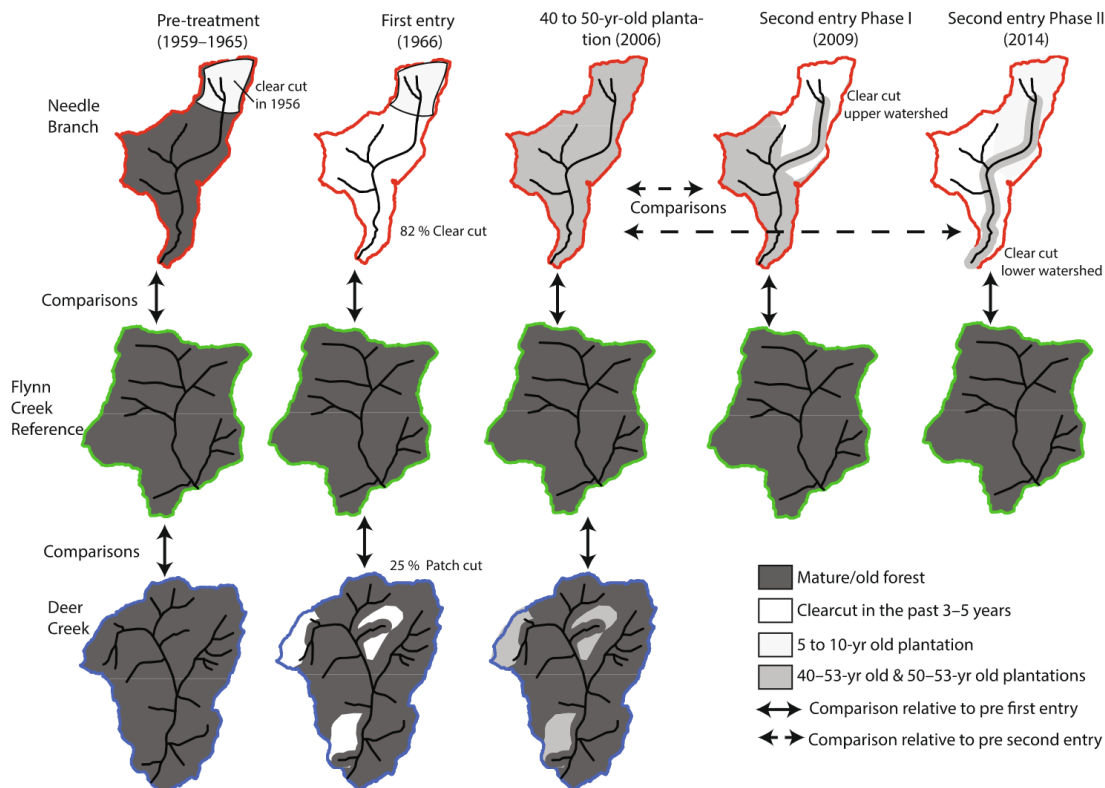 Pre-treatment
(1959–1965)
First entry
(1966)
40 to 50-yr-old planta-
tion (2006)
Second entry Phase I
(2009)
Second entry Phase II
(2014)
Needle
Branch
clear cut
in 1956
82 % Clear cut
Clear cut
upper watershed
Comparisons
Clear cut
lower watershed
Comparisons
Flynn
Creek
Reference
Comparisons
25 % Patch cut
Deer
Creek
Mature/old forest
Clearcut in the past 3–5 years
5 to 10-yr old plantation
40–53-yr old & 50–53-yr old plantations
Comparison relative to pre first entry
Comparison relative to pre second entry